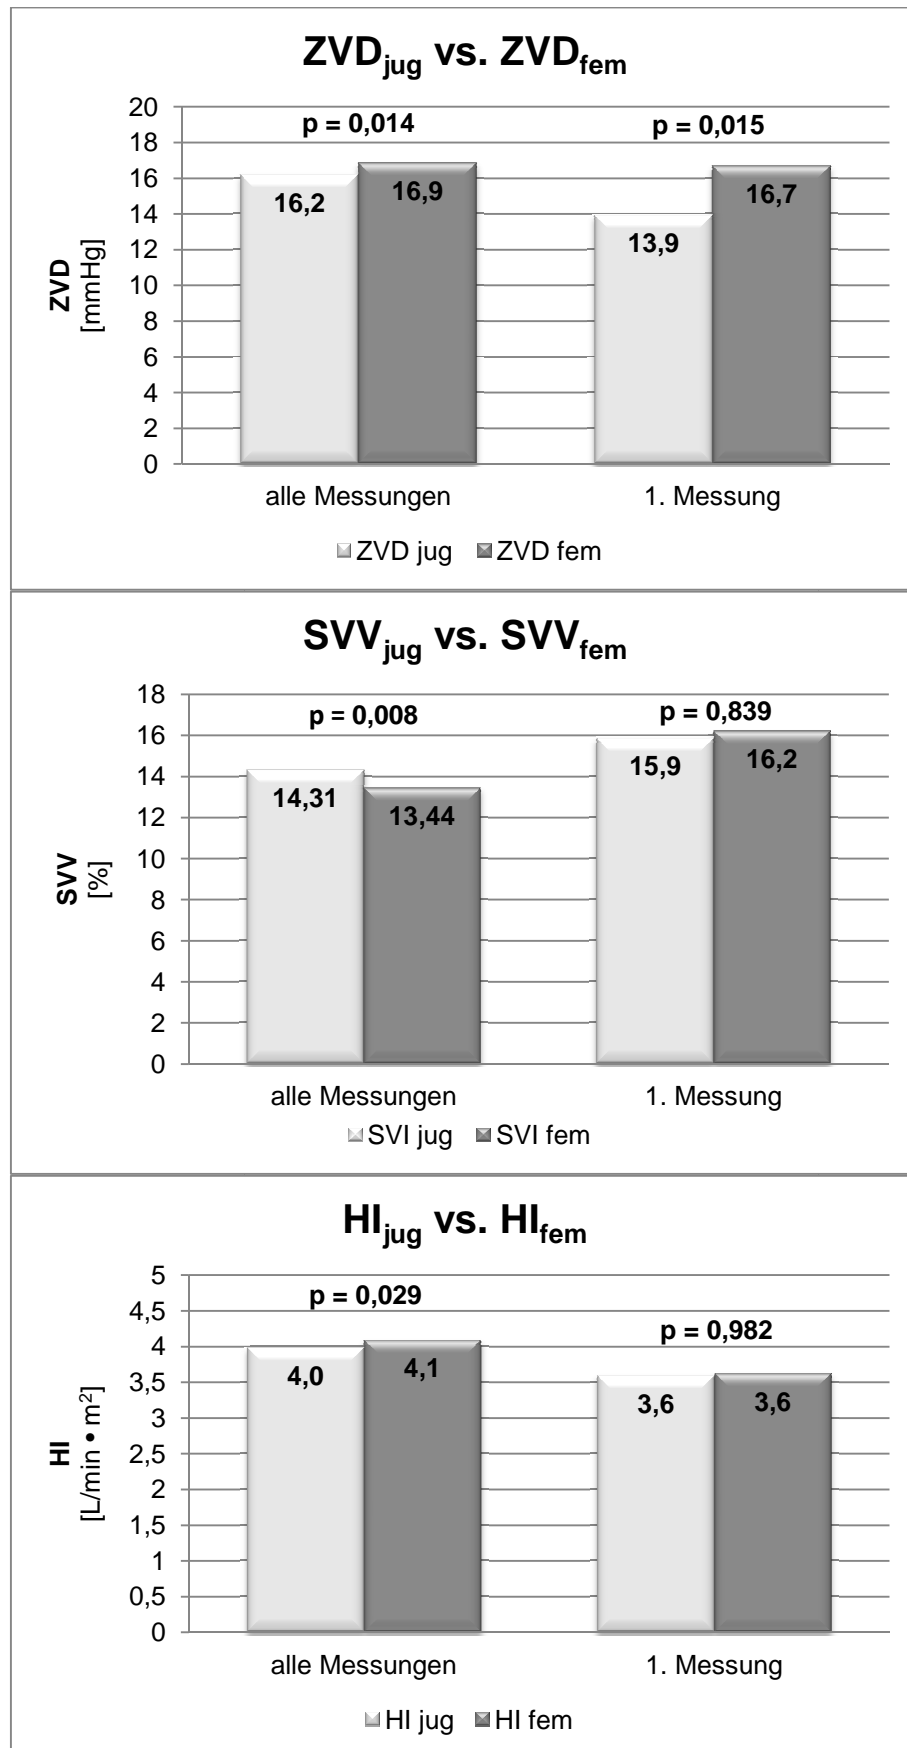 ZVDjug vs. ZVDfem
p = 0,014 p = 0,015
20
18
16
14
12
10
8
6
4
2
0
ZVD
[mmHg]
16,2 16,9 13,9 16,7
alle Messungen 1. Messung
ZVD jug ZVD fem
SVVjug vs. SVVfem
p = 0,008 p = 0,839
18
16
14
12
10
8
6
4
2
0
SVV
[%]
14,31 13,44 15,9 16,2
alle Messungen 1. Messung
SVI jug SVI fem
HIjug vs. HIfem
p = 0,029 p = 0,982
5
4,5
4
3,5
3
2,5
2
1,5
1
0,5
0
HI
[L/min • m²]
4,0 4,1 3,6 3,6
alle Messungen 1. Messung
HI jug HI fem